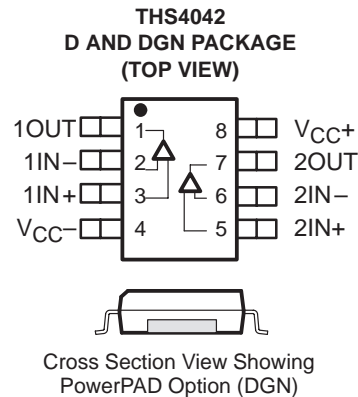 THS4042
D AND DGN PACKAGE
(TOP VIEW)
1OUT 1 8 VCC+
1IN− 2 7 2OUT
1IN+ 3 6 2IN−
VCC− 4 5 2IN+
Cross Section View Showing
PowerPAD Option (DGN)